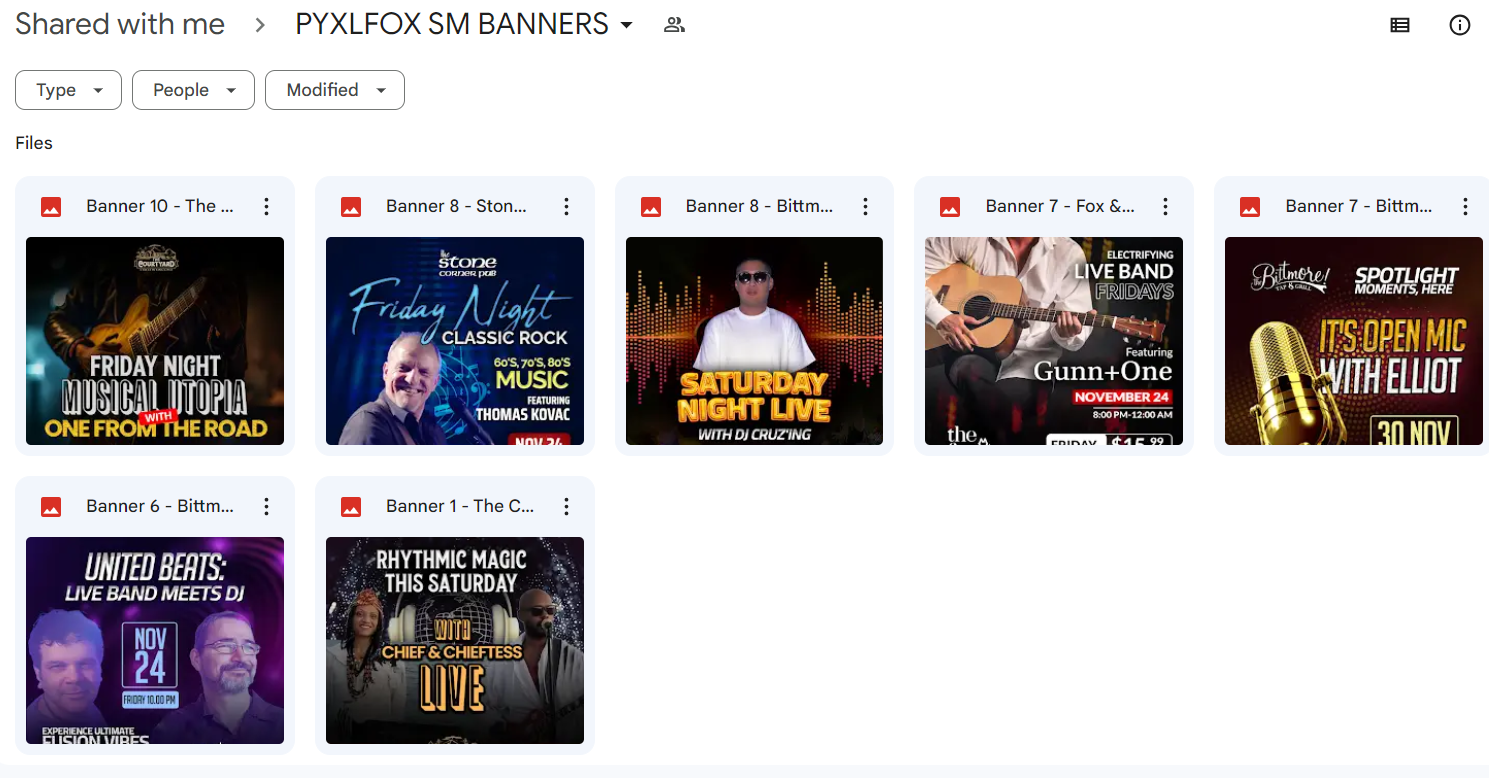 Shared with me > PYXLFOX SM BANNERS
Type
People
Modified
Files
Banner 10 - The ...
COURTYARD
FRIDAY NIGHT
MUSICAL UTOPIA
WITH
ONE FROM THE ROAD
Banner 8 - Ston...
the
stone
CORNER PUB
Friday Night
CLASSIC ROCK
60'S, 70'S, 80'S
MUSIC
FEATURING
THOMAS KOVAC
NOV 24
Banner 8 - Bittm...
SATURDAY
NIGHT LIVE
WITH DJ CRUZ'ING
Banner 7 - Fox &...
ELECTRIFYING
LIVE BAND
FRIDAYS
Featuring
Gunn+One
NOVEMBER 24
8:00 PM-12:00 AM
the
FRIDAY $15.99
Banner 7 - Bittm...
the Bittmore!
TAP & GRILL
SPOTLIGHT
MOMENTS, HERE
IT'S OPEN MIC
WITH ELLIOT
30 NOV
Banner 6 - Bittm...
UNITED BEATS:
LIVE BAND MEETS DJ
NOV
24
FRIDAY 10.00 PM
EXPERIENCE ULTIMATE
FUSION VIBES
Banner 1 - The C...
RHYTHMIC MAGIC
THIS SATURDAY
WITH
CHIEF & CHIEFTESS
LIVE